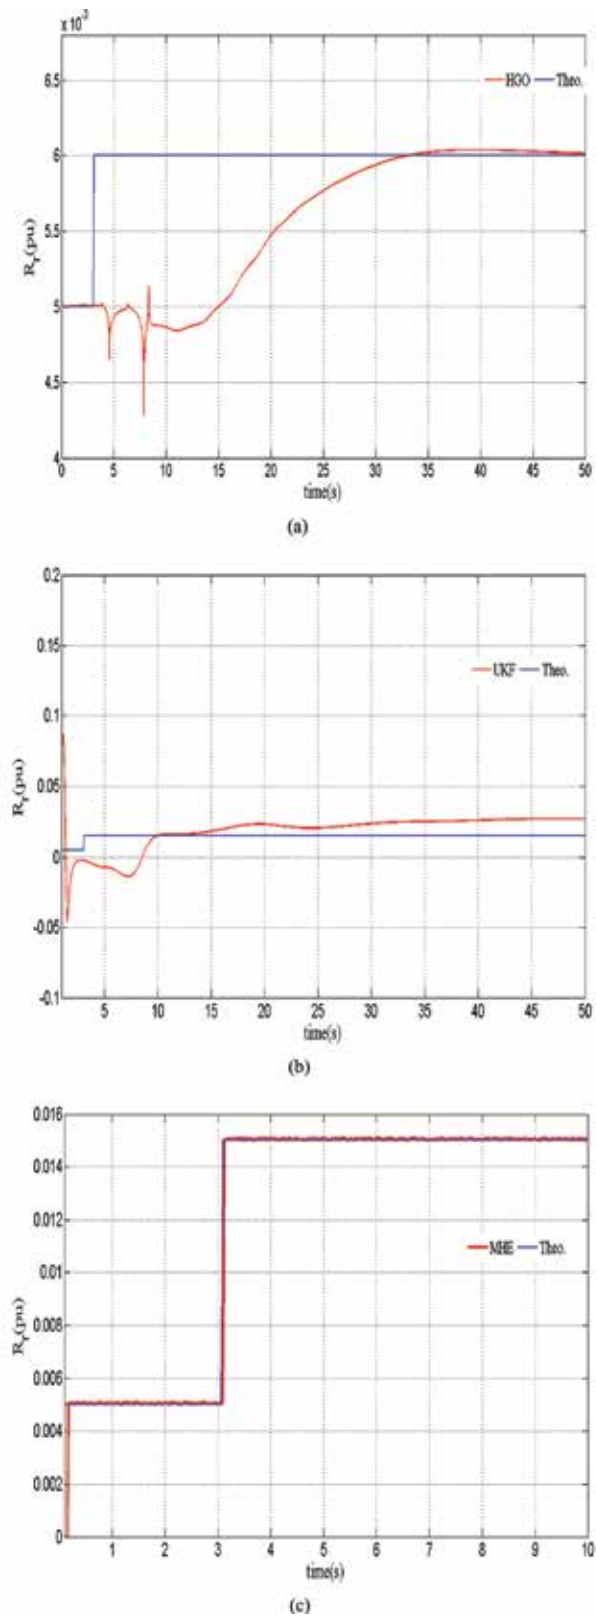 x 10⁻³
6.5
HGO Theo.
6
5.5
R_r(pu)
5
4.5
4
0 5 10 15 20 25 30 35 40 45 50
time(s)
(a)
0.2
0.15
UKF Theo.
0.1
R_r(pu)
0.05
0
-0.05
-0.1
5 10 15 20 25 30 35 40 45 50
time(s)
(b)
0.016
0.014
0.012
MHE Theo.
0.01
R_r(pu)
0.008
0.006
0.004
0.002
0
1 2 3 4 5 6 7 8 9 10
time(s)
(c)